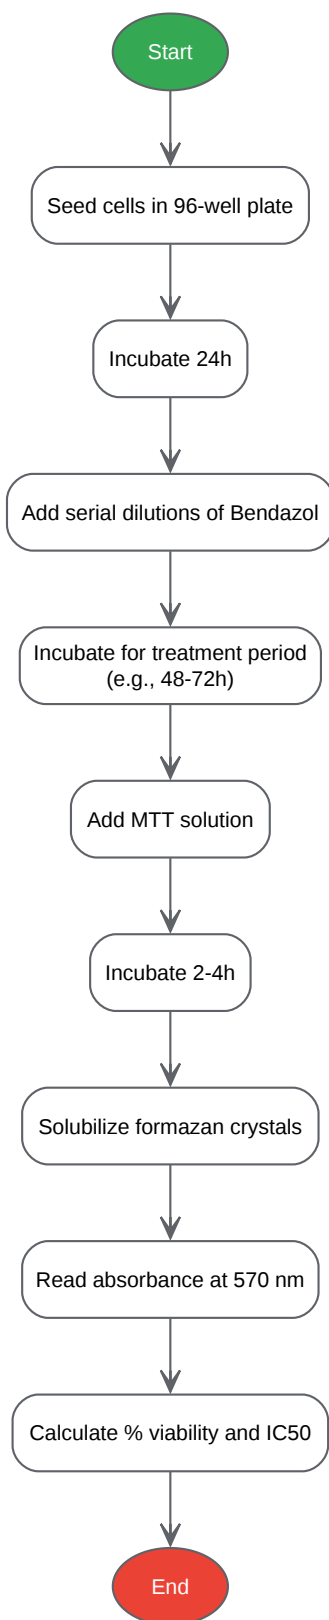 Start
Seed cells in 96-well plate
Incubate 24h
Add serial dilutions of Bendazol
Incubate for treatment period
(e.g., 48-72h)
Add MTT solution
Incubate 2-4h
Solubilize formazan crystals
Read absorbance at 570 nm
Calculate % viability and IC50
End